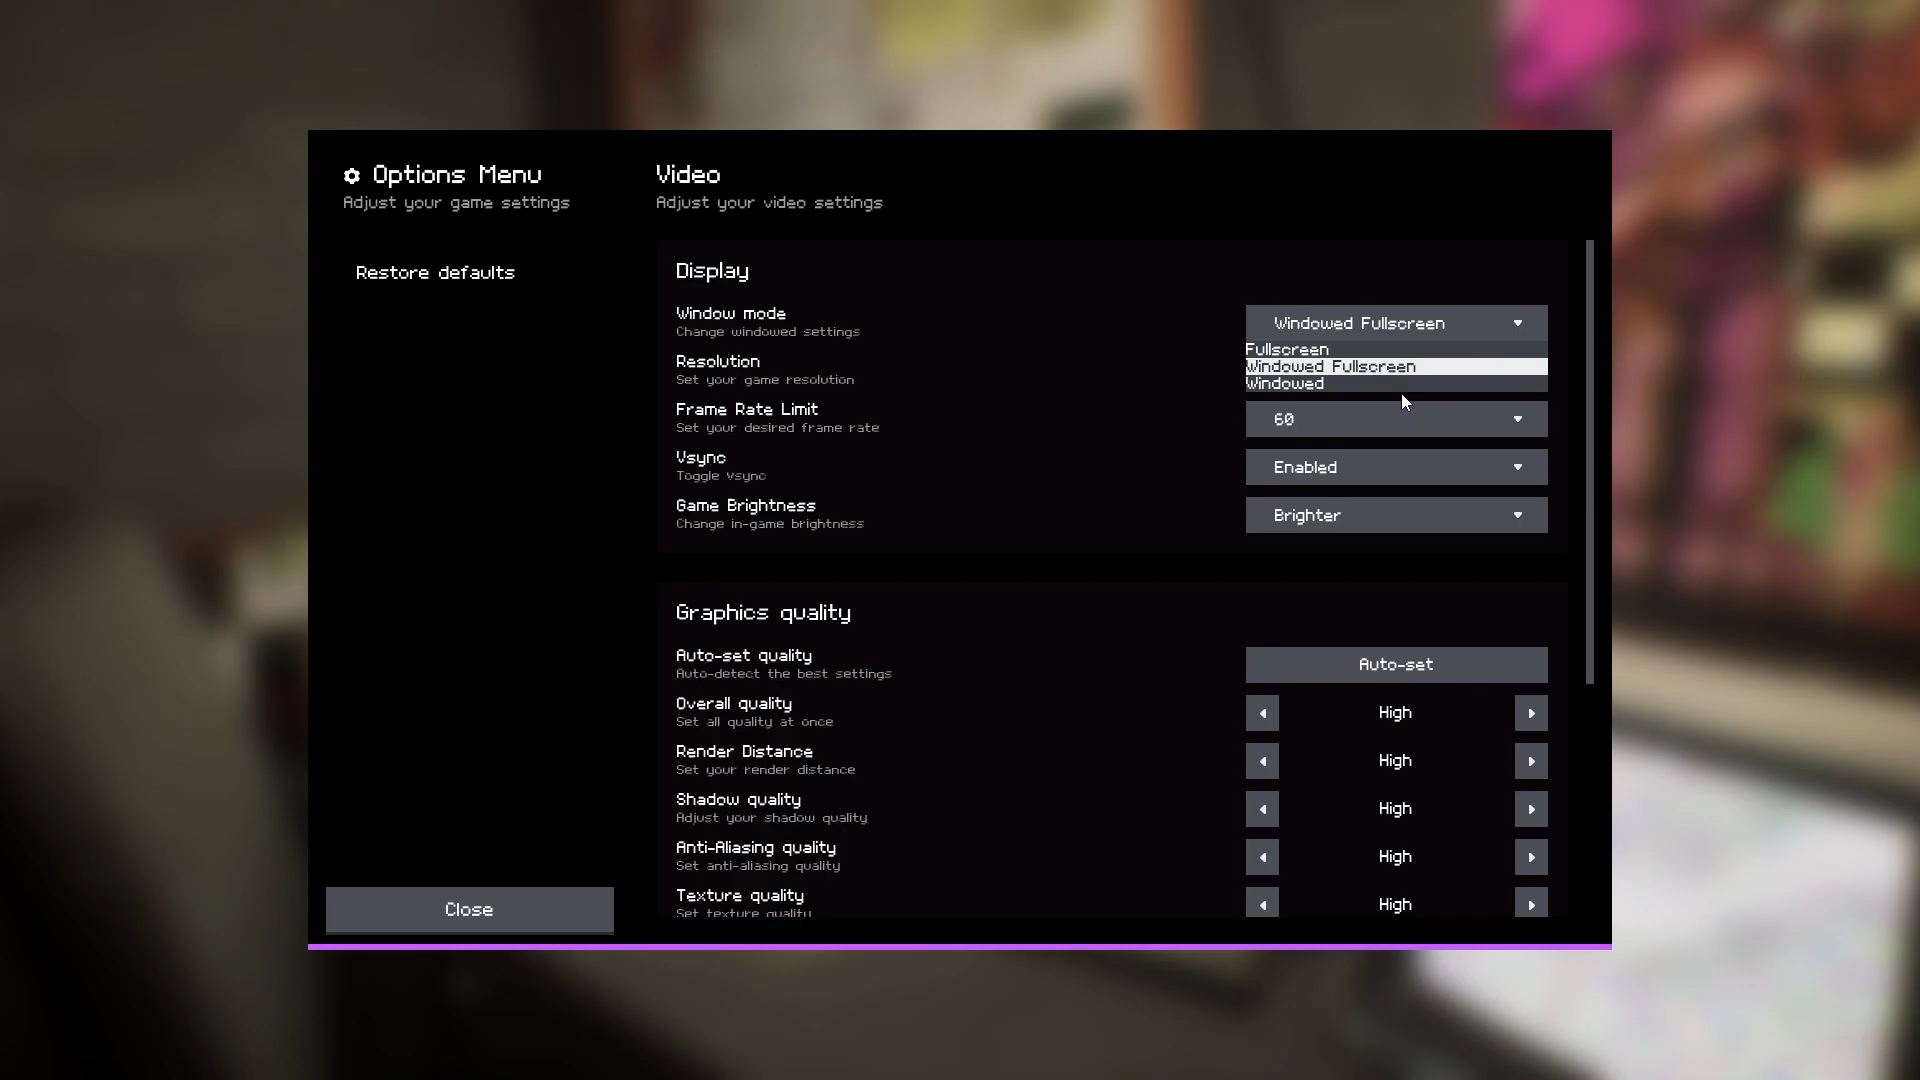 Options Menu
Adjust your game settings
Restore defaults
Close
Video
Adjust your video settings
Display
Window mode
Change windowed settings
Windowed Fullscreen
Fullscreen
Windowed Fullscreen
Windowed
Resolution
Set your game resolution
Frame Rate Limit
Set your desired frame rate
60
Vsync
Toggle vsync
Enabled
Game Brightness
Change in-game brightness
Brighter
Graphics quality
Auto-set quality
Auto-detect the best settings
Auto-set
Overall quality
Set all quality at once
High
Render Distance
Set your render distance
High
Shadow quality
Adjust your shadow quality
High
Anti-Aliasing quality
Set anti-aliasing quality
High
Texture quality
Set texture quality
High